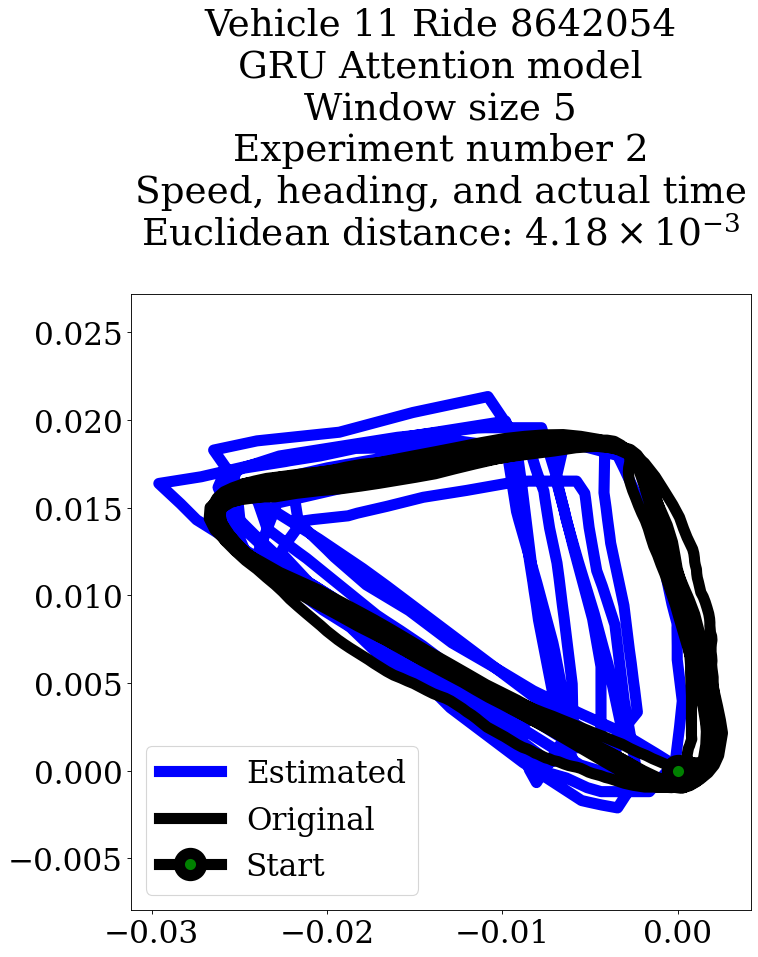 Vehicle 11 Ride 8642054
GRU Attention model
Window size 5
Experiment number 2
Speed, heading, and actual time
Euclidean distance: 4.18 × 10⁻³
0.025
0.020
0.015
0.010
0.005
0.000
−0.005
Estimated
Original
Start
−0.03 −0.02 −0.01 0.00